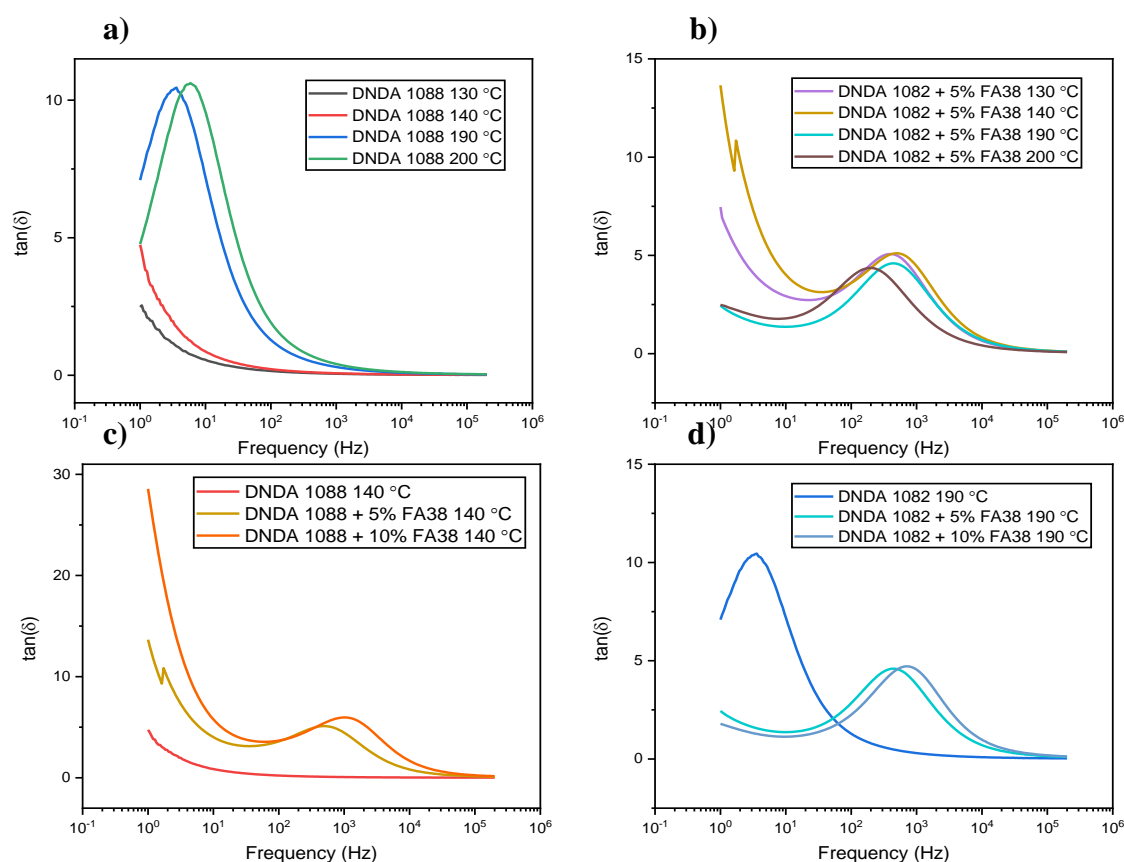 a)
DNDA 1088 130 °C
DNDA 1088 140 °C
DNDA 1088 190 °C
DNDA 1088 200 °C
10
5
0
tan(δ)
10⁻¹ 10⁰ 10¹ 10² 10³ 10⁴ 10⁵ 10⁶
Frequency (Hz)
b)
DNDA 1082 + 5% FA38 130 °C
DNDA 1082 + 5% FA38 140 °C
DNDA 1082 + 5% FA38 190 °C
DNDA 1082 + 5% FA38 200 °C
15
10
5
0
tan(δ)
10⁻¹ 10⁰ 10¹ 10² 10³ 10⁴ 10⁵ 10⁶
Frequency (Hz)
c)
DNDA 1088 140 °C
DNDA 1088 + 5% FA38 140 °C
DNDA 1088 + 10% FA38 140 °C
30
20
10
0
tan(δ)
10⁻¹ 10⁰ 10¹ 10² 10³ 10⁴ 10⁵ 10⁶
Frequency (Hz)
d)
DNDA 1082 190 °C
DNDA 1082 + 5% FA38 190 °C
DNDA 1082 + 10% FA38 190 °C
15
10
5
0
tan(δ)
10⁻¹ 10⁰ 10¹ 10² 10³ 10⁴ 10⁵ 10⁶
Frequency (Hz)